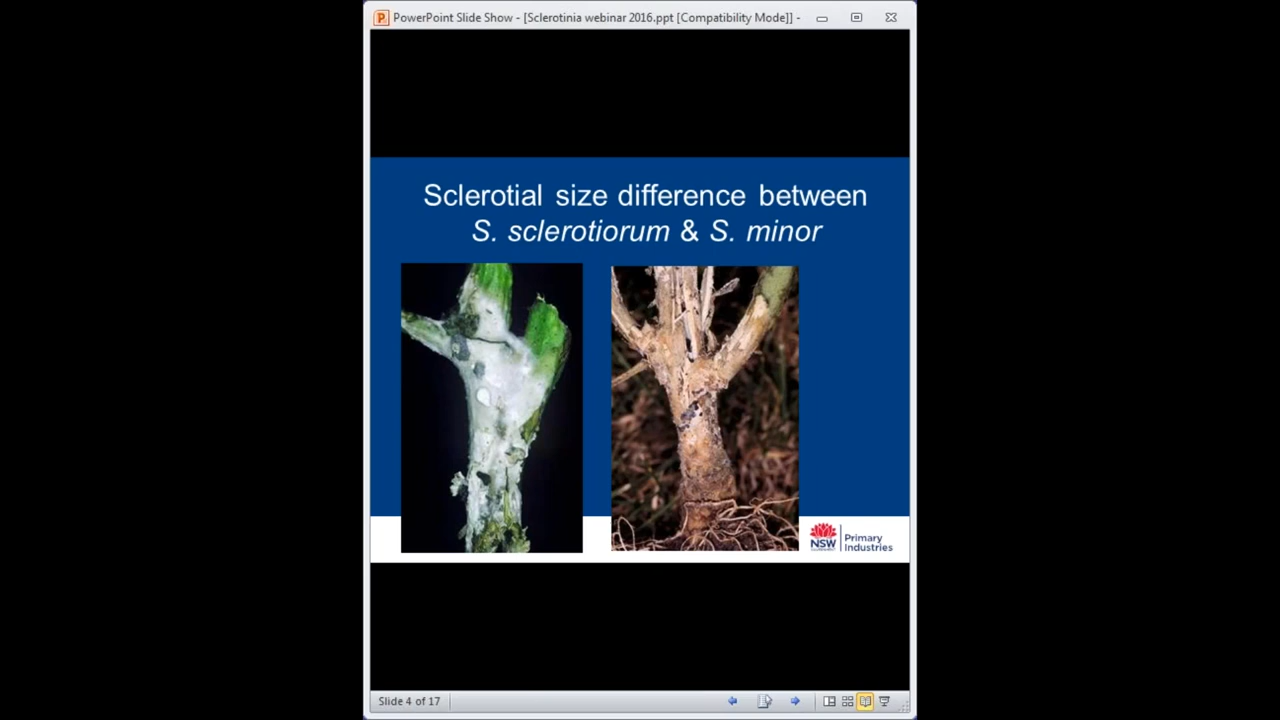 PowerPoint Slide Show - [Sclerotinia webinar 2016.ppt [Compatibility Mode]] -
Sclerotial size difference between
S. sclerotiorum & S. minor
NSW
Primary
Industries
Slide 4 of 17